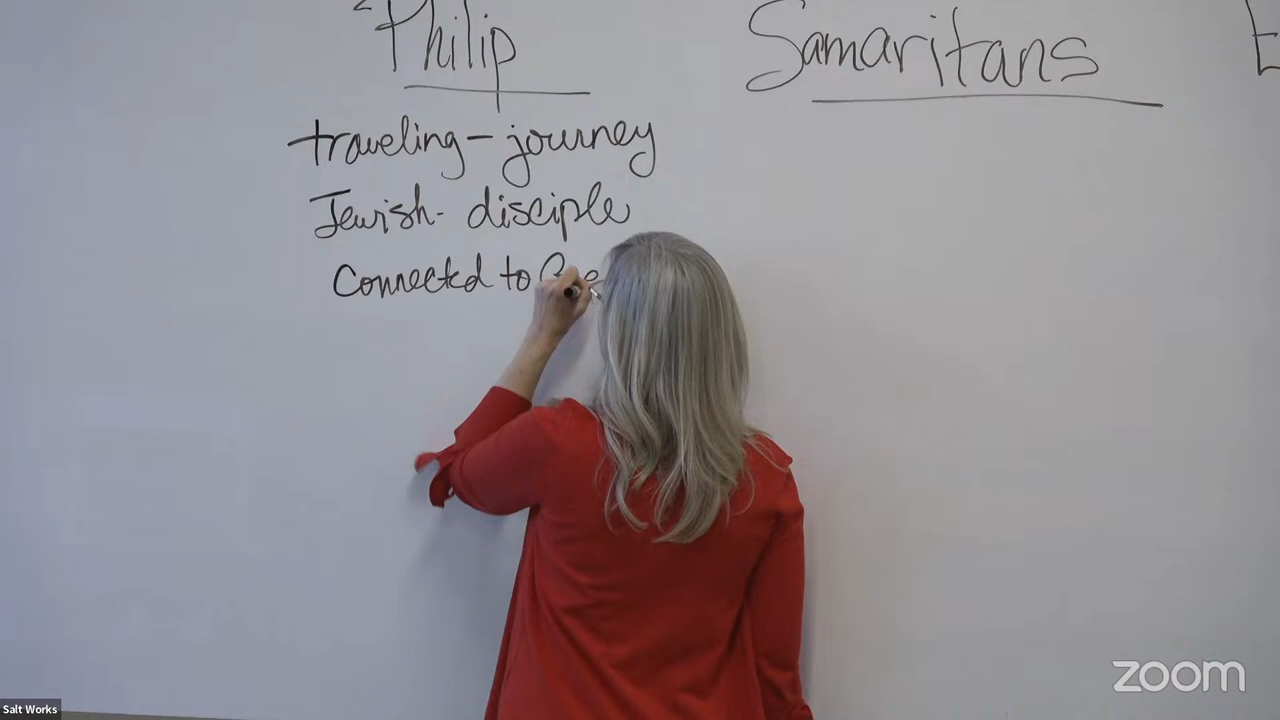 Philip
Samaritans
E
traveling - journey
Jewish - disciple
Connected to
Salt Works
zoom